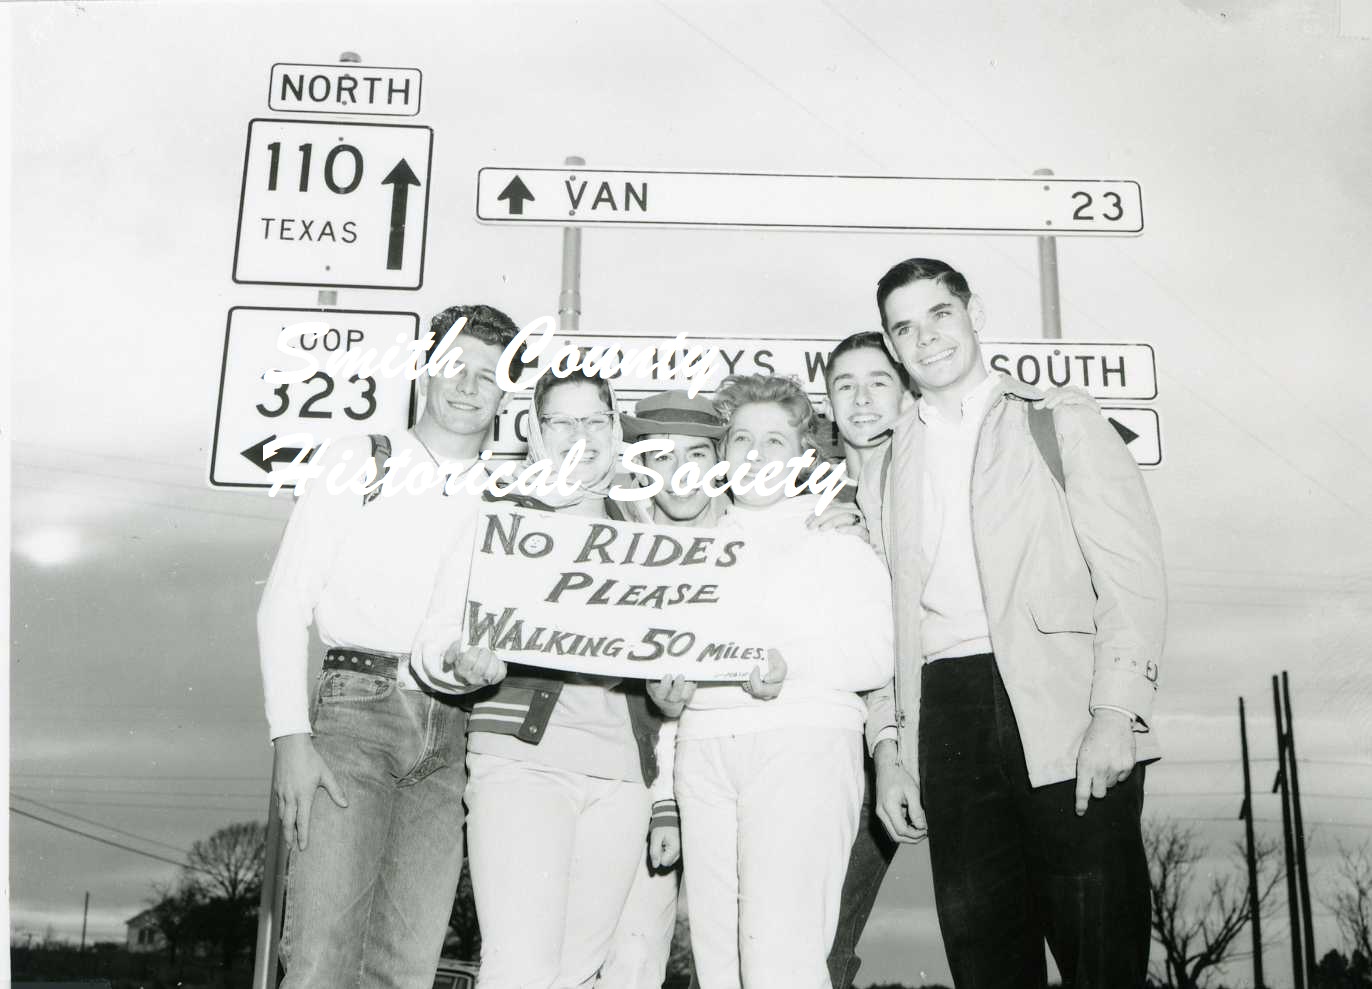 NORTH
110
TEXAS
VAN 23
LOOP
323
SOUTH
Smith County
Historical Society
NO RIDES
PLEASE
WALKING 50 MILES.